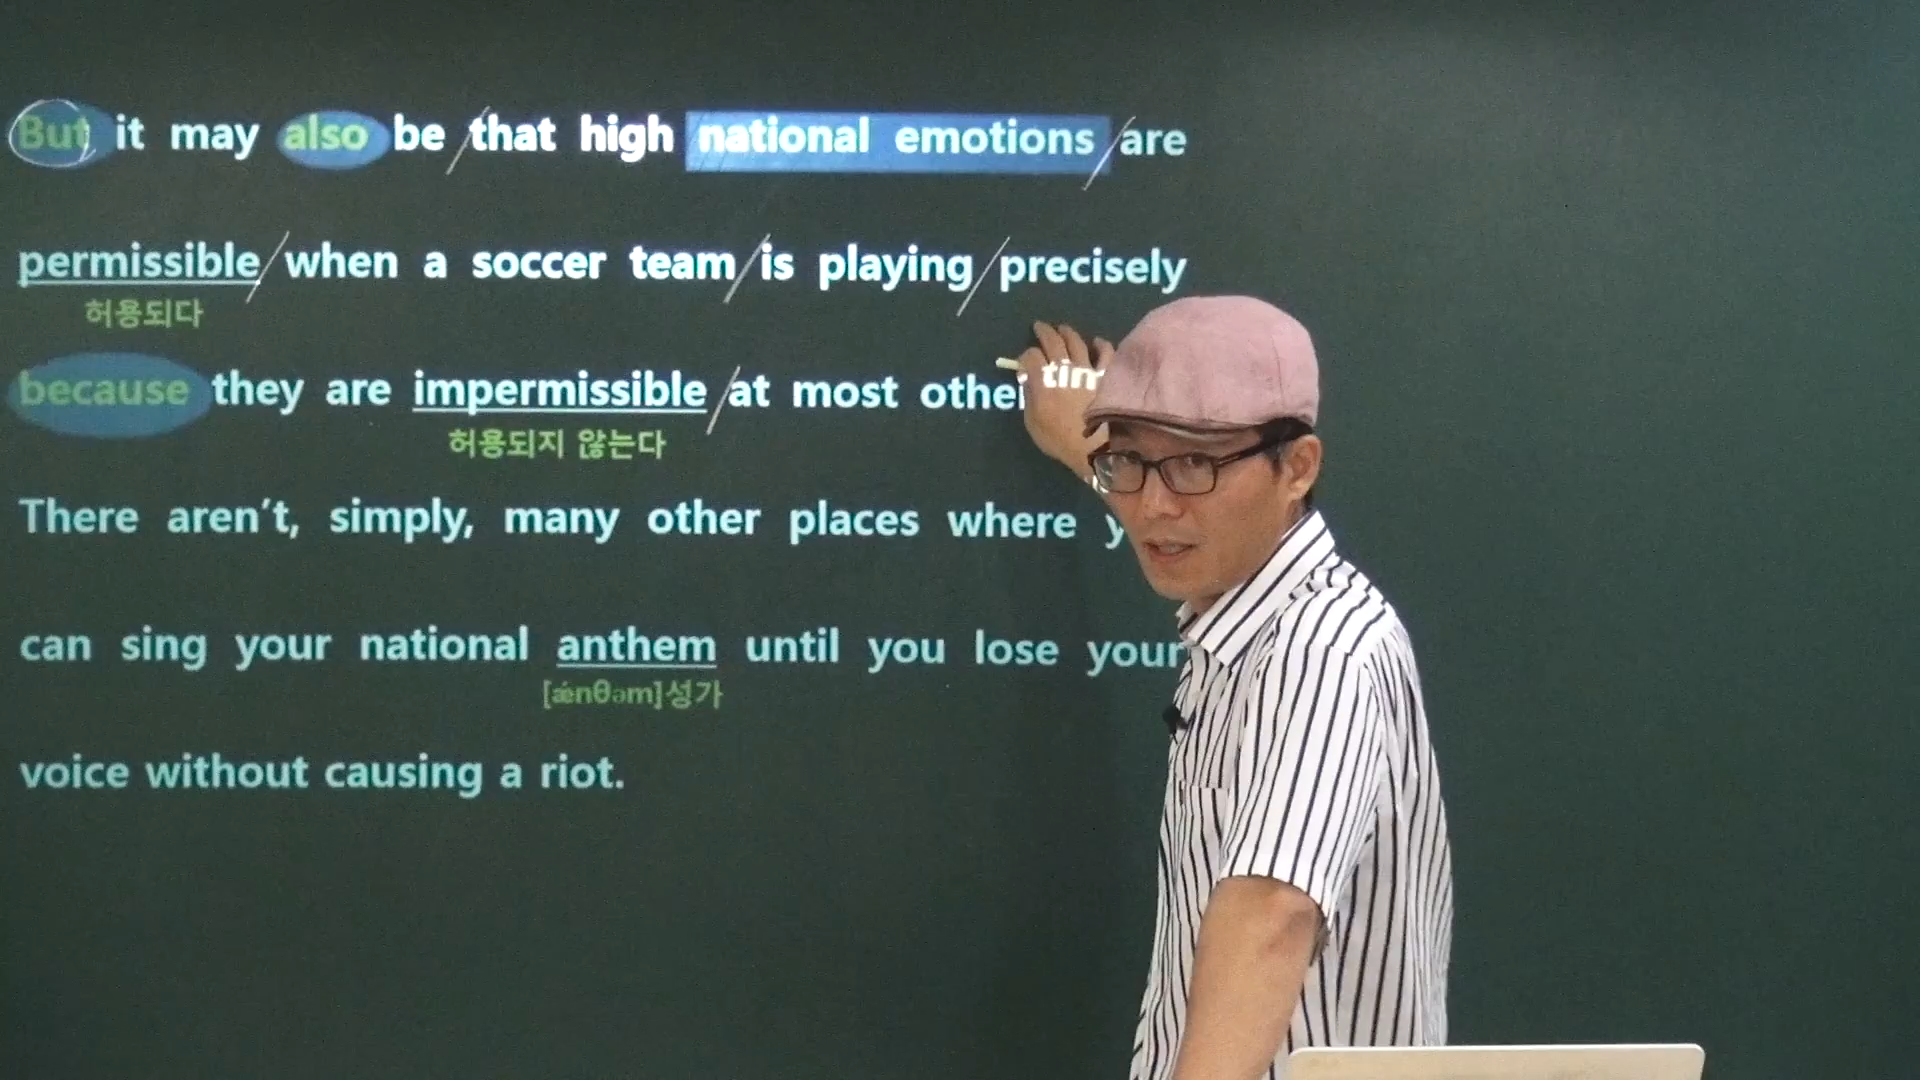 But it may also be that high national emotions are
permissible when a soccer team is playing precisely
허용되다
because they are impermissible at most other
허용되지 않는다
There aren't, simply, many other places where
can sing your national anthem until you lose your
[ǽnθəm]성가
voice without causing a riot.